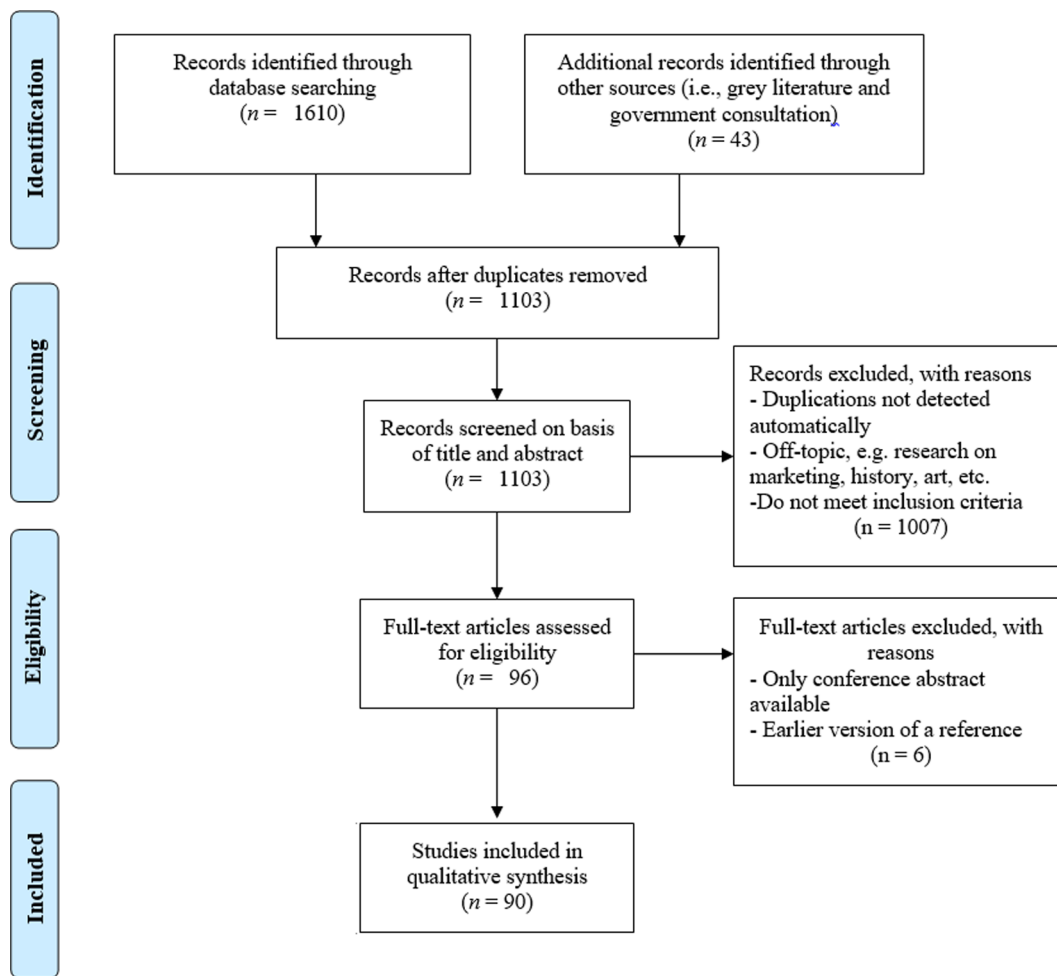 Identification
Records identified through
database searching
(n = 1610)
Additional records identified through
other sources (i.e., grey literature and
government consultation)
(n = 43)
Records after duplicates removed
(n = 1103)
Screening
Records screened on basis
of title and abstract
(n = 1103)
Records excluded, with reasons
- Duplications not detected
automatically
- Off-topic, e.g. research on
marketing, history, art, etc.
-Do not meet inclusion criteria
(n = 1007)
Eligibility
Full-text articles assessed
for eligibility
(n = 96)
Full-text articles excluded, with
reasons
- Only conference abstract
available
- Earlier version of a reference
(n = 6)
Included
Studies included in
qualitative synthesis
(n = 90)